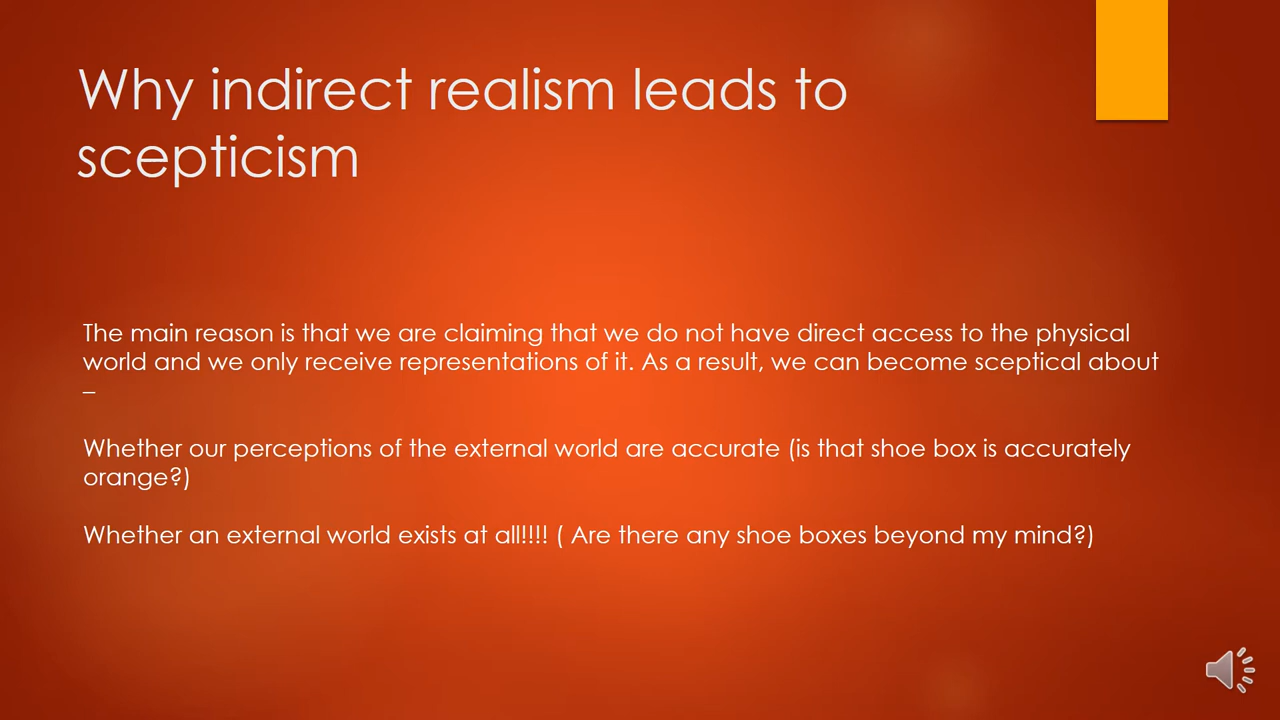 Why indirect realism leads to
scepticism
The main reason is that we are claiming that we do not have direct access to the physical
world and we only receive representations of it. As a result, we can become sceptical about
–
Whether our perceptions of the external world are accurate (is that shoe box is accurately
orange?)
Whether an external world exists at all!!!! ( Are there any shoe boxes beyond my mind?)